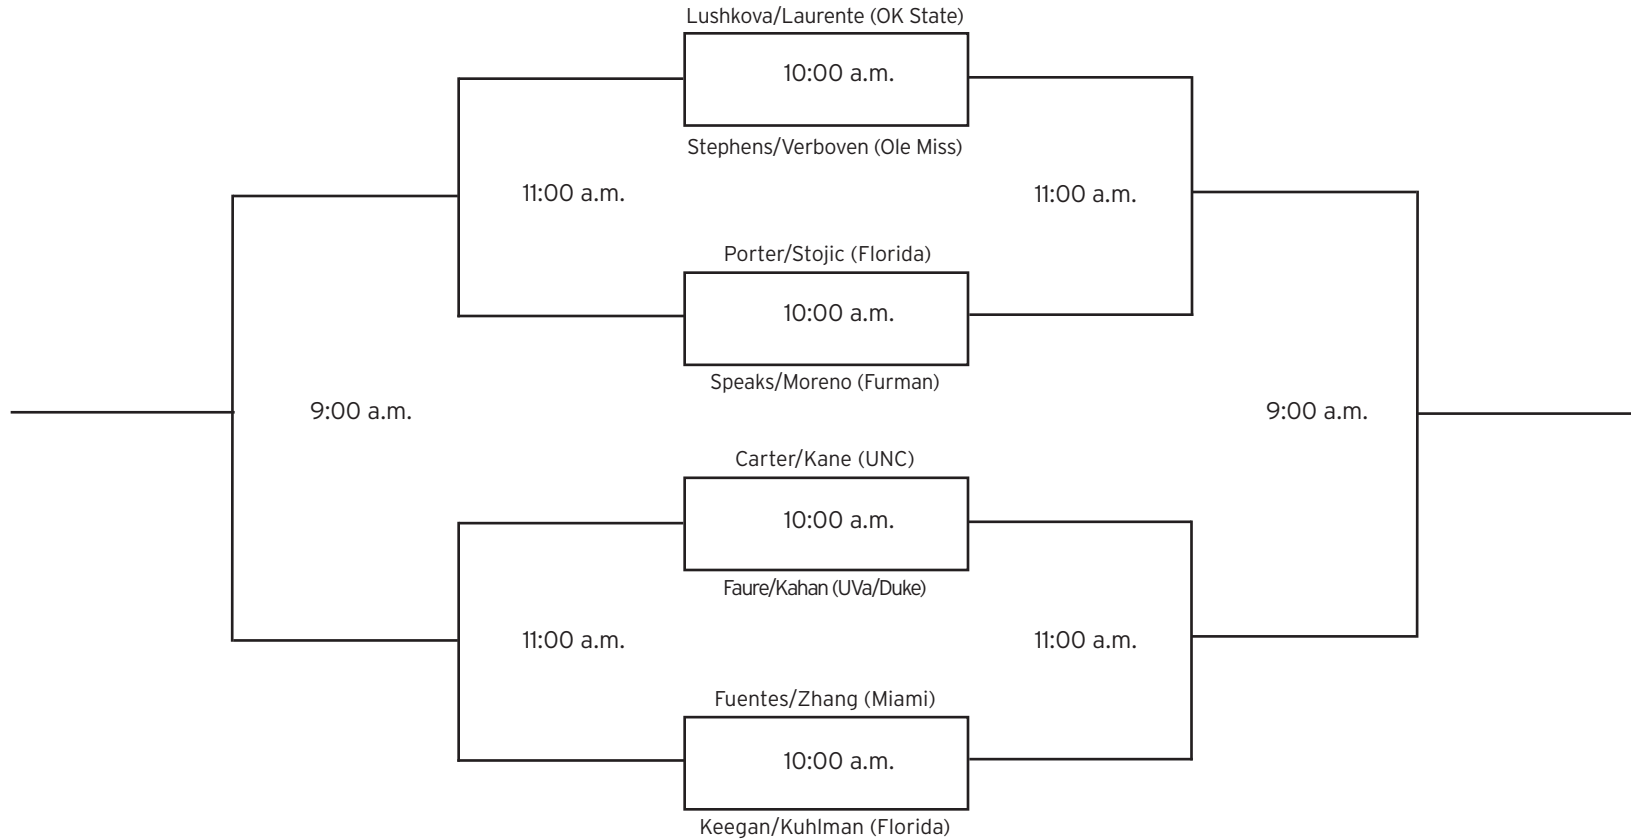 Lushkova/Laurente (OK State)
10:00 a.m.
Stephens/Verboven (Ole Miss)
11:00 a.m.
11:00 a.m.
Porter/Stojic (Florida)
10:00 a.m.
Speaks/Moreno (Furman)
9:00 a.m.
9:00 a.m.
Carter/Kane (UNC)
10:00 a.m.
Faure/Kahan (UVa/Duke)
11:00 a.m.
11:00 a.m.
Fuentes/Zhang (Miami)
10:00 a.m.
Keegan/Kuhlman (Florida)